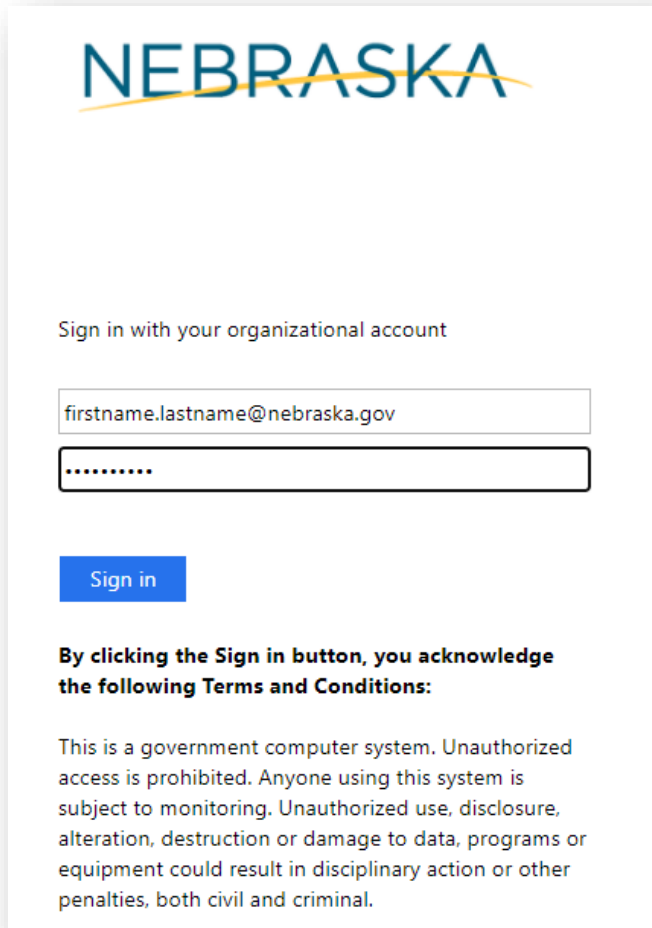 NEBRASKA
Sign in with your organizational account
firstname.lastname@nebraska.gov
••••••••••
Sign in
By clicking the Sign in button, you acknowledge
the following Terms and Conditions:
This is a government computer system. Unauthorized
access is prohibited. Anyone using this system is
subject to monitoring. Unauthorized use, disclosure,
alteration, destruction or damage to data, programs or
equipment could result in disciplinary action or other
penalties, both civil and criminal.